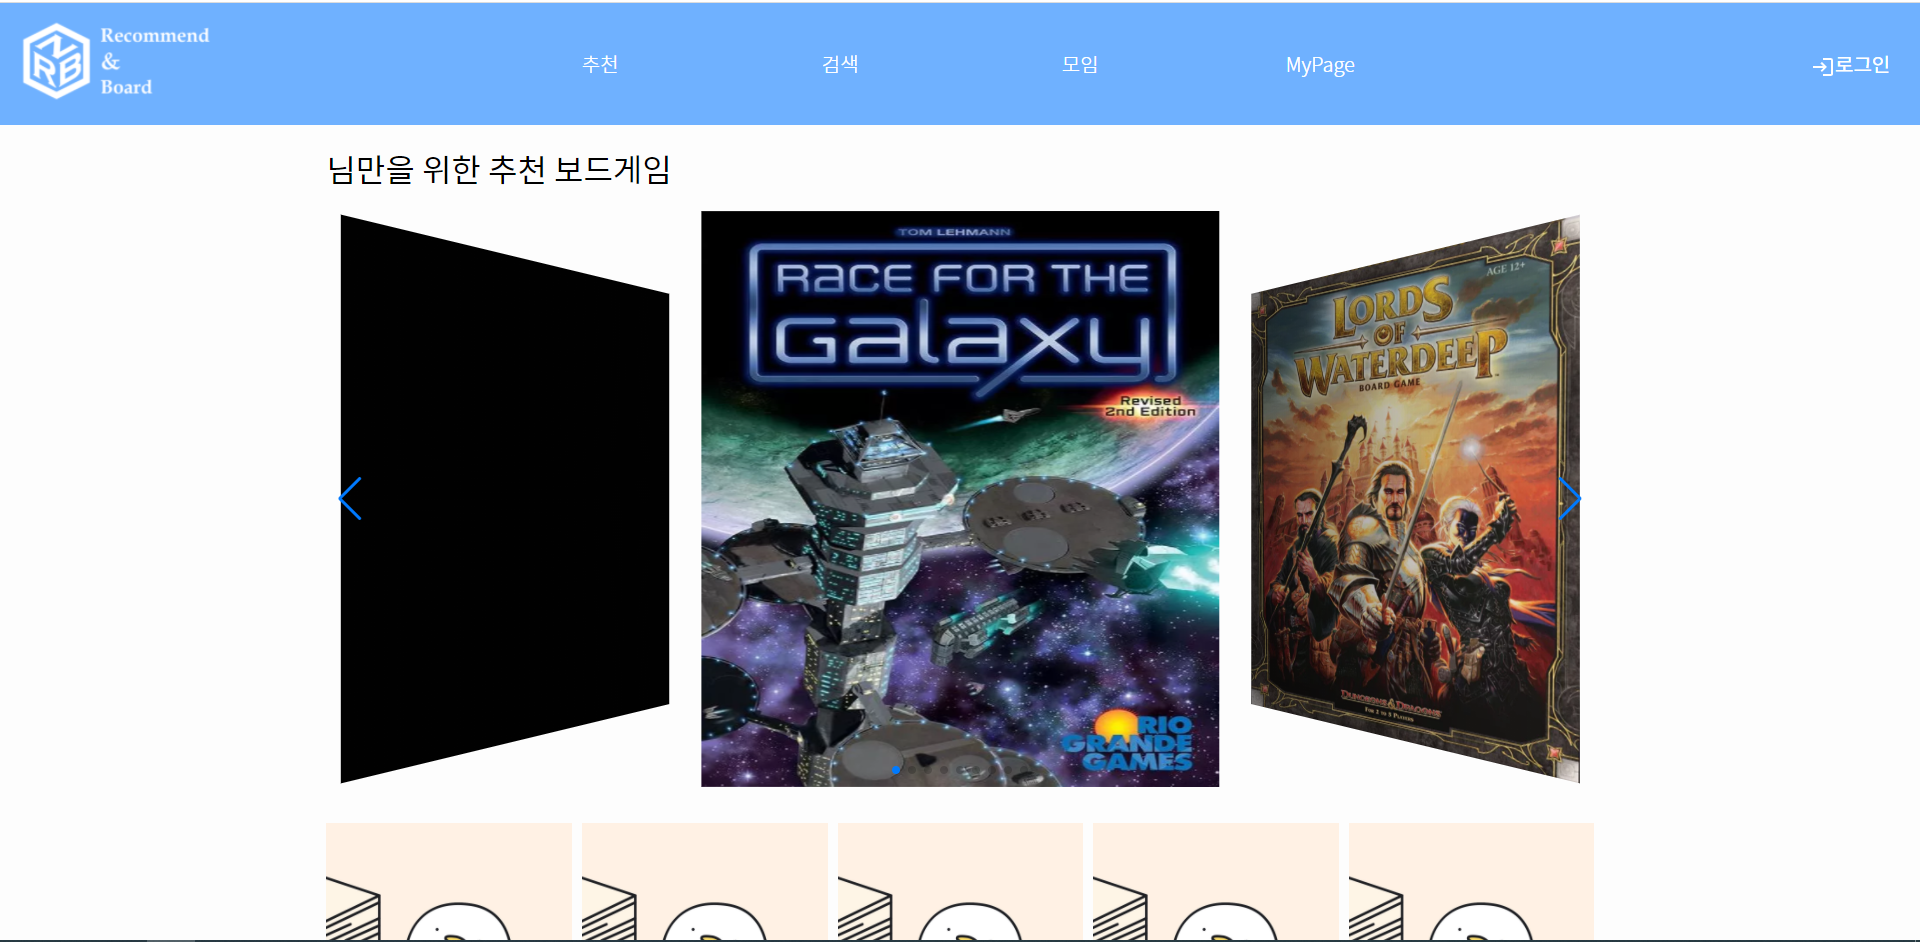 Recommend
&
Board
추천
검색
모임
MyPage
로그인
님만을 위한 추천 보드게임
TOM LEHMANN
RACE FOR THE
GALAXY
Revised
2nd Edition
RIO
GRANDE
GAMES
AGE 12+
LORDS
OF
WATERDEEP
BOARD GAME
DUNGEONS & DRAGONS
FOR 2 TO 5 PLAYERS